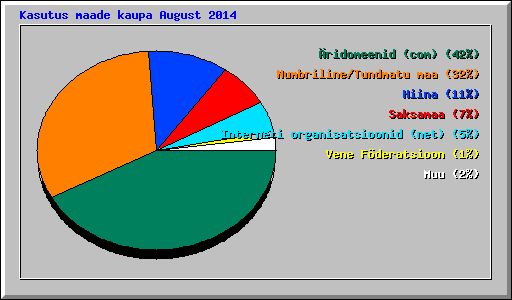 Kasutus maade kaupa August 2014
Äridomeenid (com) (42%)
Numbriline/Tundmatu maa (32%)
Hiina (11%)
Saksamaa (7%)
Interneti organisatsioonid (net) (5%)
Vene Föderatsioon (1%)
Muu (2%)